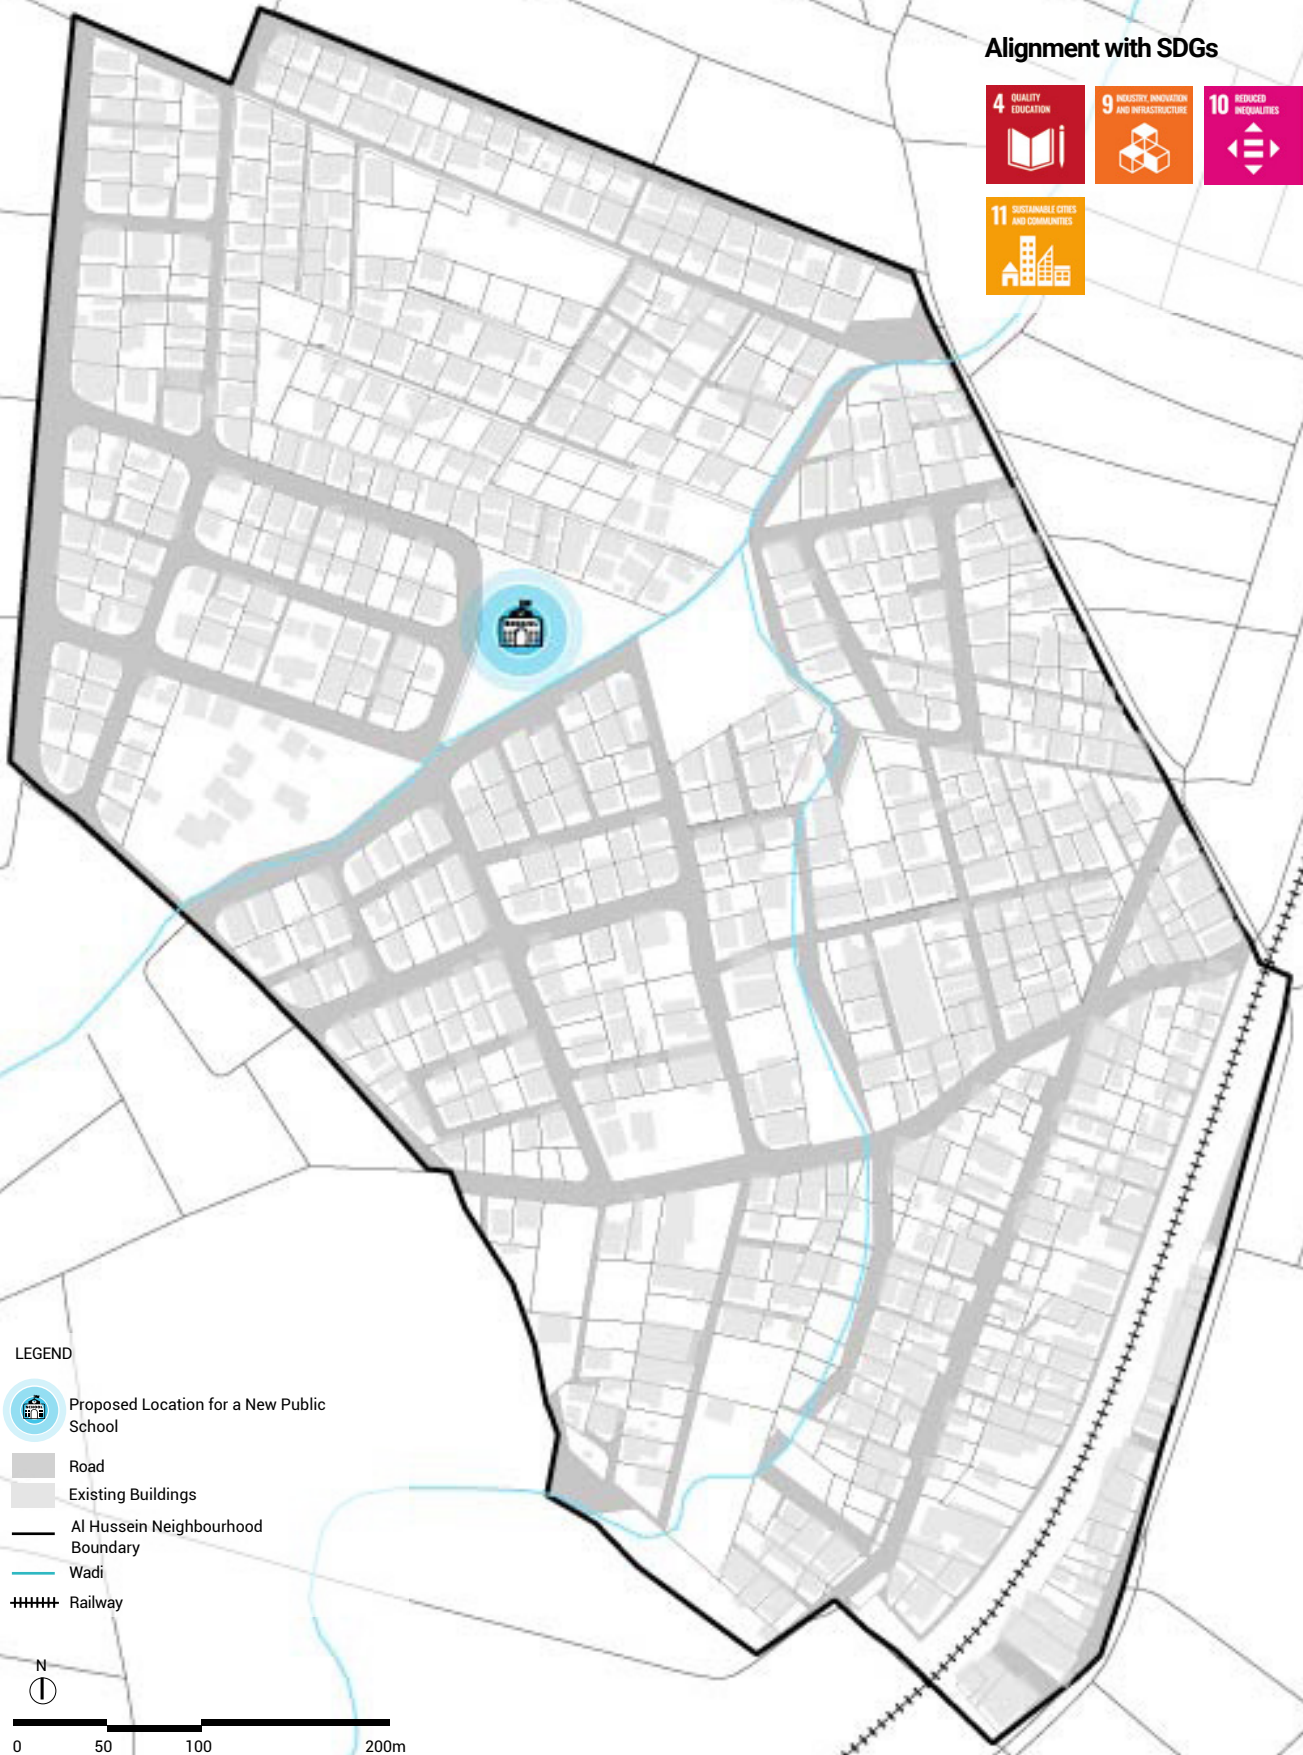 Alignment with SDGs
4 QUALITY
EDUCATION
9 INDUSTRY, INNOVATION
AND INFRASTRUCTURE
10 REDUCED
INEQUALITIES
11 SUSTAINABLE CITIES
AND COMMUNITIES
SCHOOL
LEGEND
SCHOOL
Proposed Location for a New Public
School
Road
Existing Buildings
Al Hussein Neighbourhood
Boundary
Wadi
Railway
N
0 50 100 200m